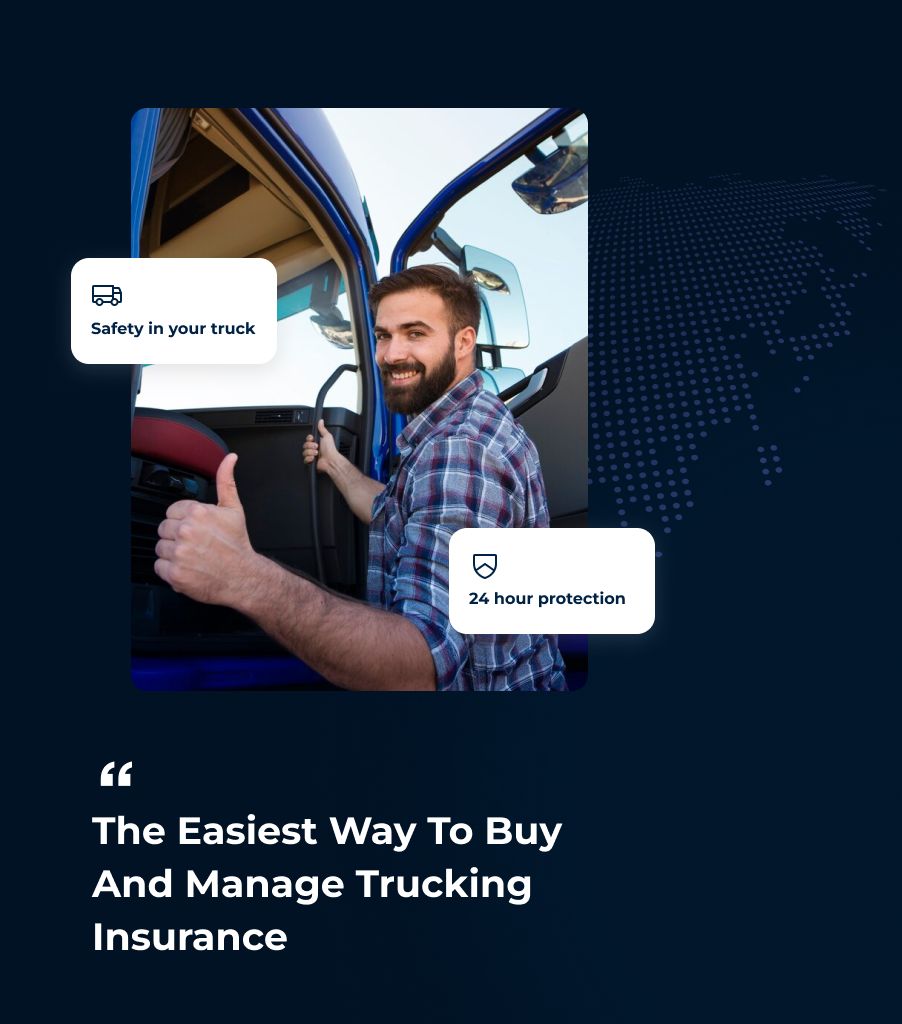 Safety in your truck
24 hour protection
“
The Easiest Way To Buy
And Manage Trucking
Insurance